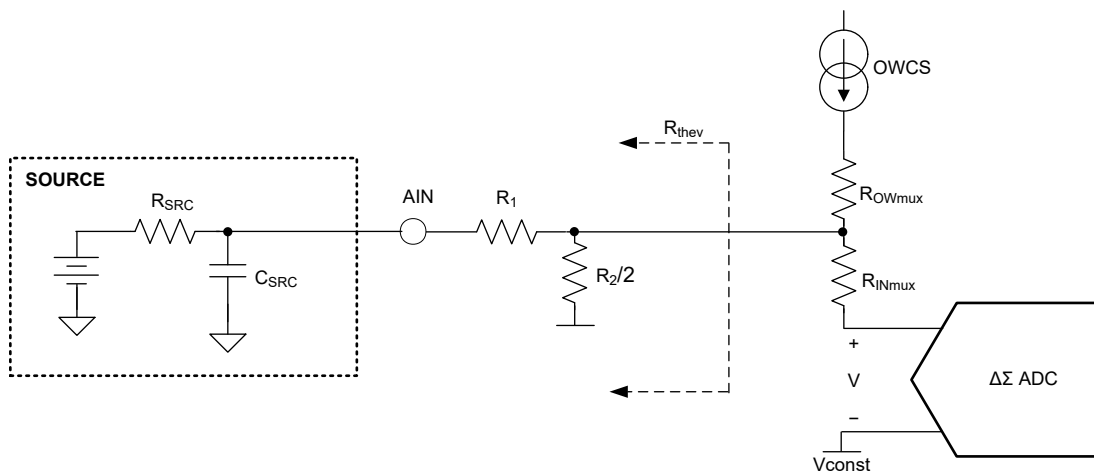 OWCS
Rthev
SOURCE
RSRC
AIN
R1
ROWmux
CSRC
R2/2
RINmux
+
V
−
ΔΣ ADC
Vconst